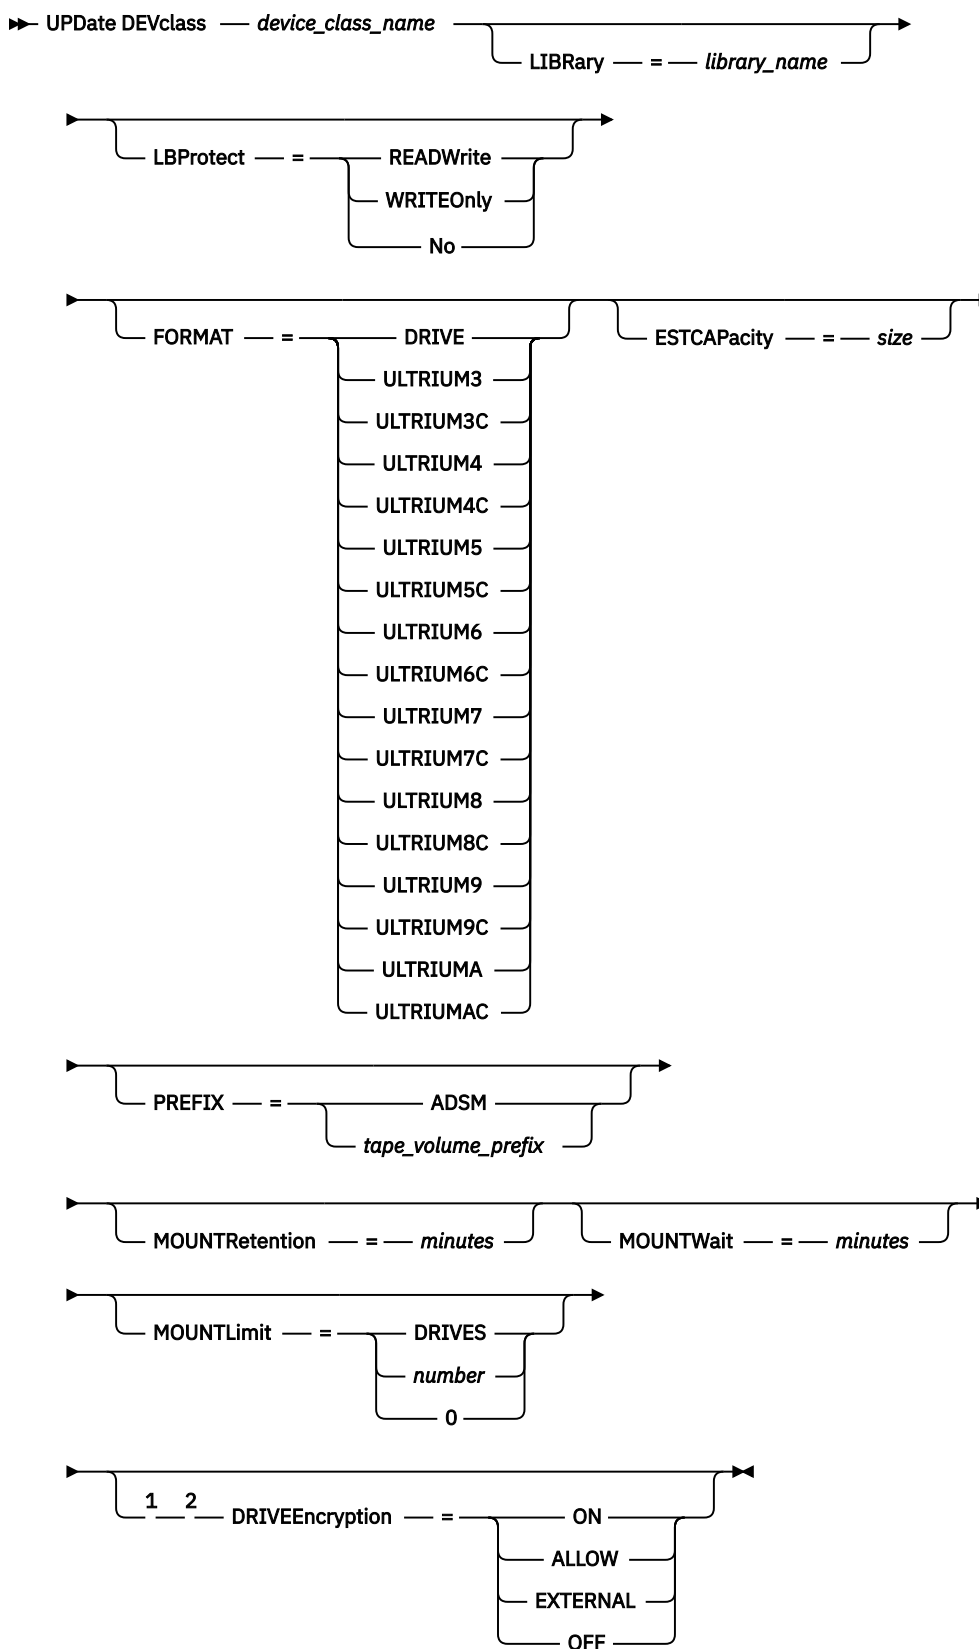 UPDate DEVclass device_class_name
LIBRary = library_name
LBProtect = READWrite
WRITEOnly
No
FORMAT = DRIVE ESTCAPacity = size
ULTRIUM3
ULTRIUM3C
ULTRIUM4
ULTRIUM4C
ULTRIUM5
ULTRIUM5C
ULTRIUM6
ULTRIUM6C
ULTRIUM7
ULTRIUM7C
ULTRIUM8
ULTRIUM8C
ULTRIUM9
ULTRIUM9C
ULTRIUMA
ULTRIUMAC
PREFIX = ADSM
tape_volume_prefix
MOUNTRetention = minutes MOUNTWait = minutes
MOUNTLimit = DRIVES
number
0
1 2 DRIVEEncryption = ON
ALLOW
EXTERNAL
OFF